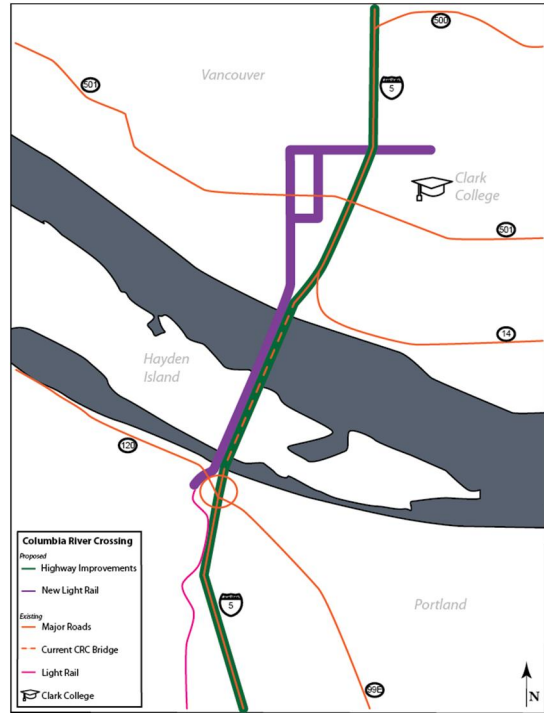 500
Vancouver
501
5
Clark
College
501
14
Hayden
Island
120
Columbia River Crossing
Proposed
Highway Improvements
New Light Rail
Existing
Major Roads
Current CRC Bridge
Light Rail
Clark College
5
Portland
99E
N